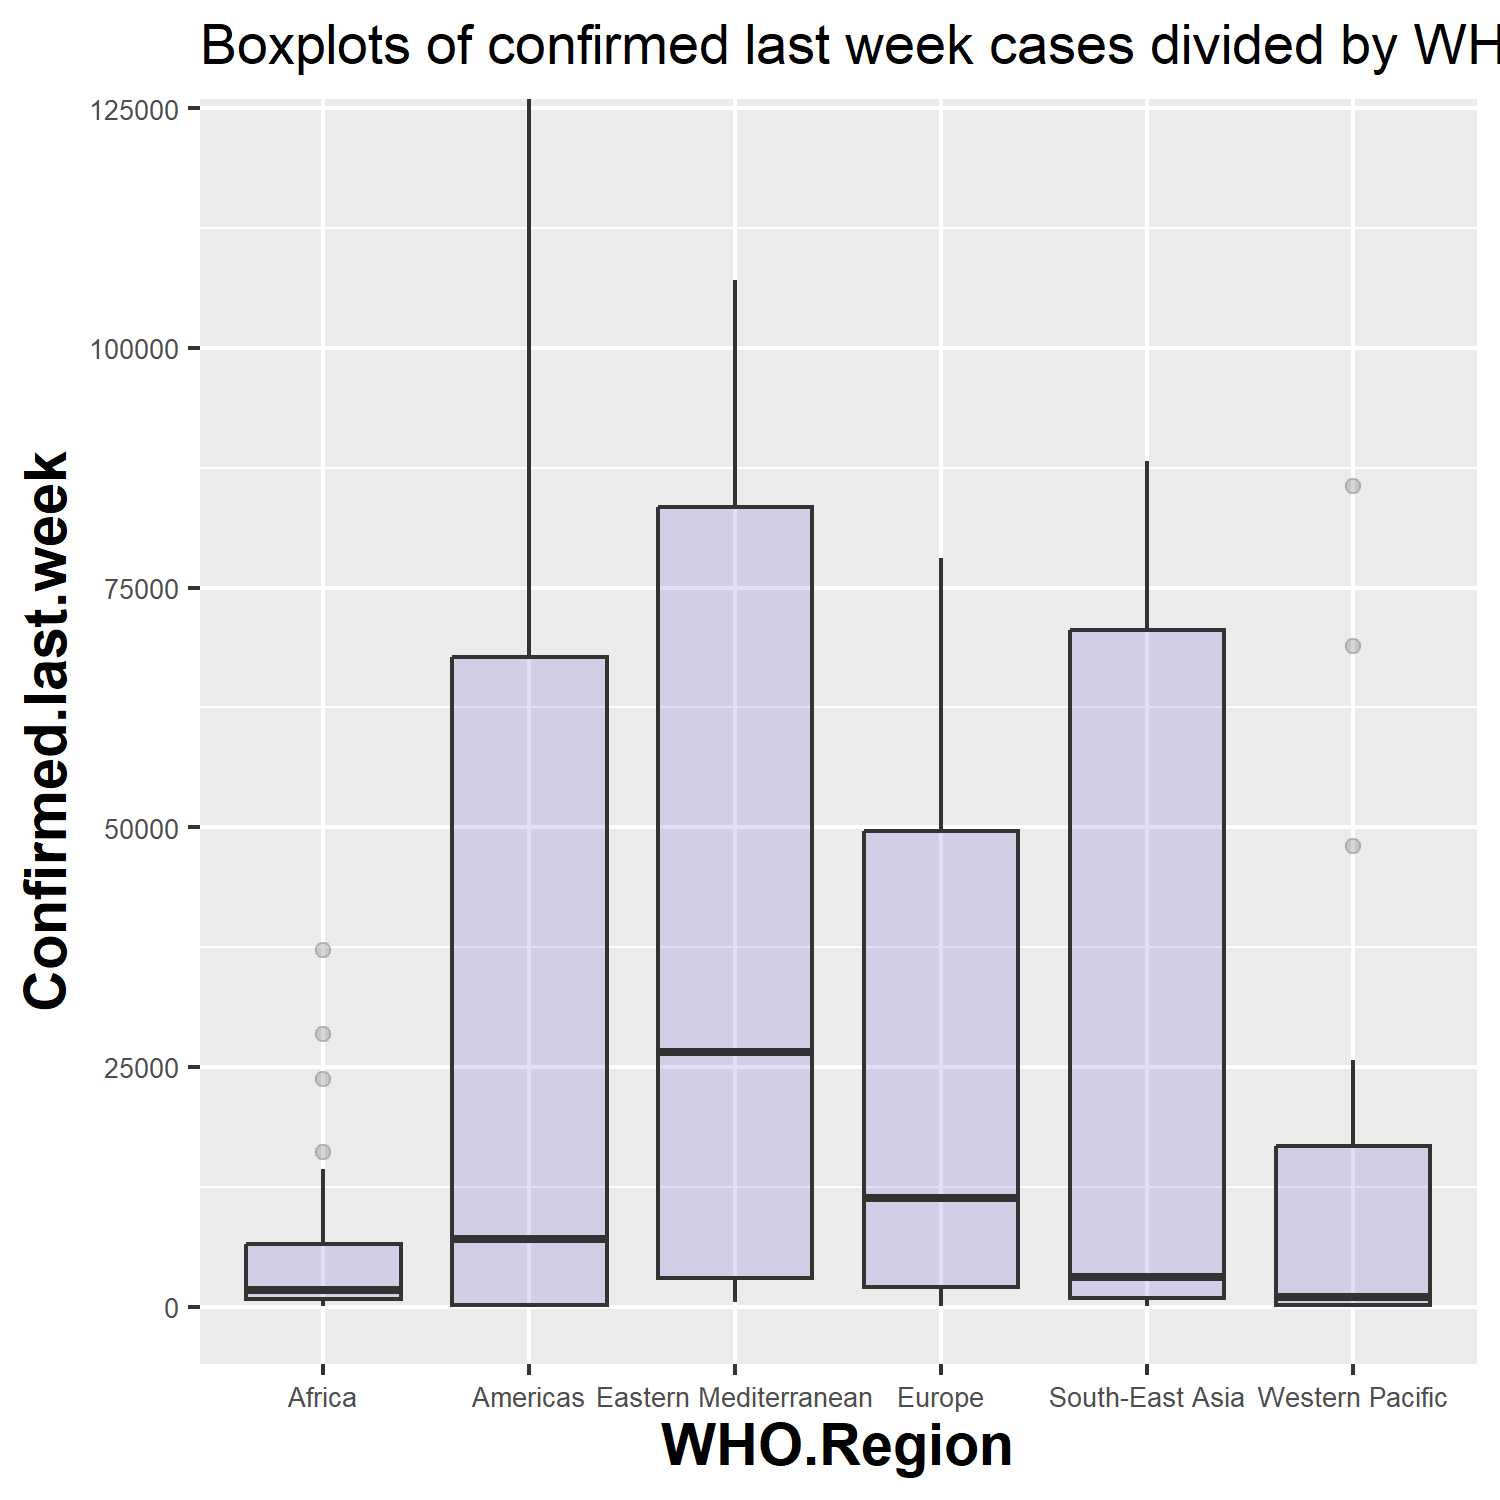 Boxplots of confirmed last week cases divided by WH
125000
100000
75000
50000
25000
0
Confirmed.last.week
Africa Americas Eastern Mediterranean Europe South-East Asia Western Pacific
WHO.Region